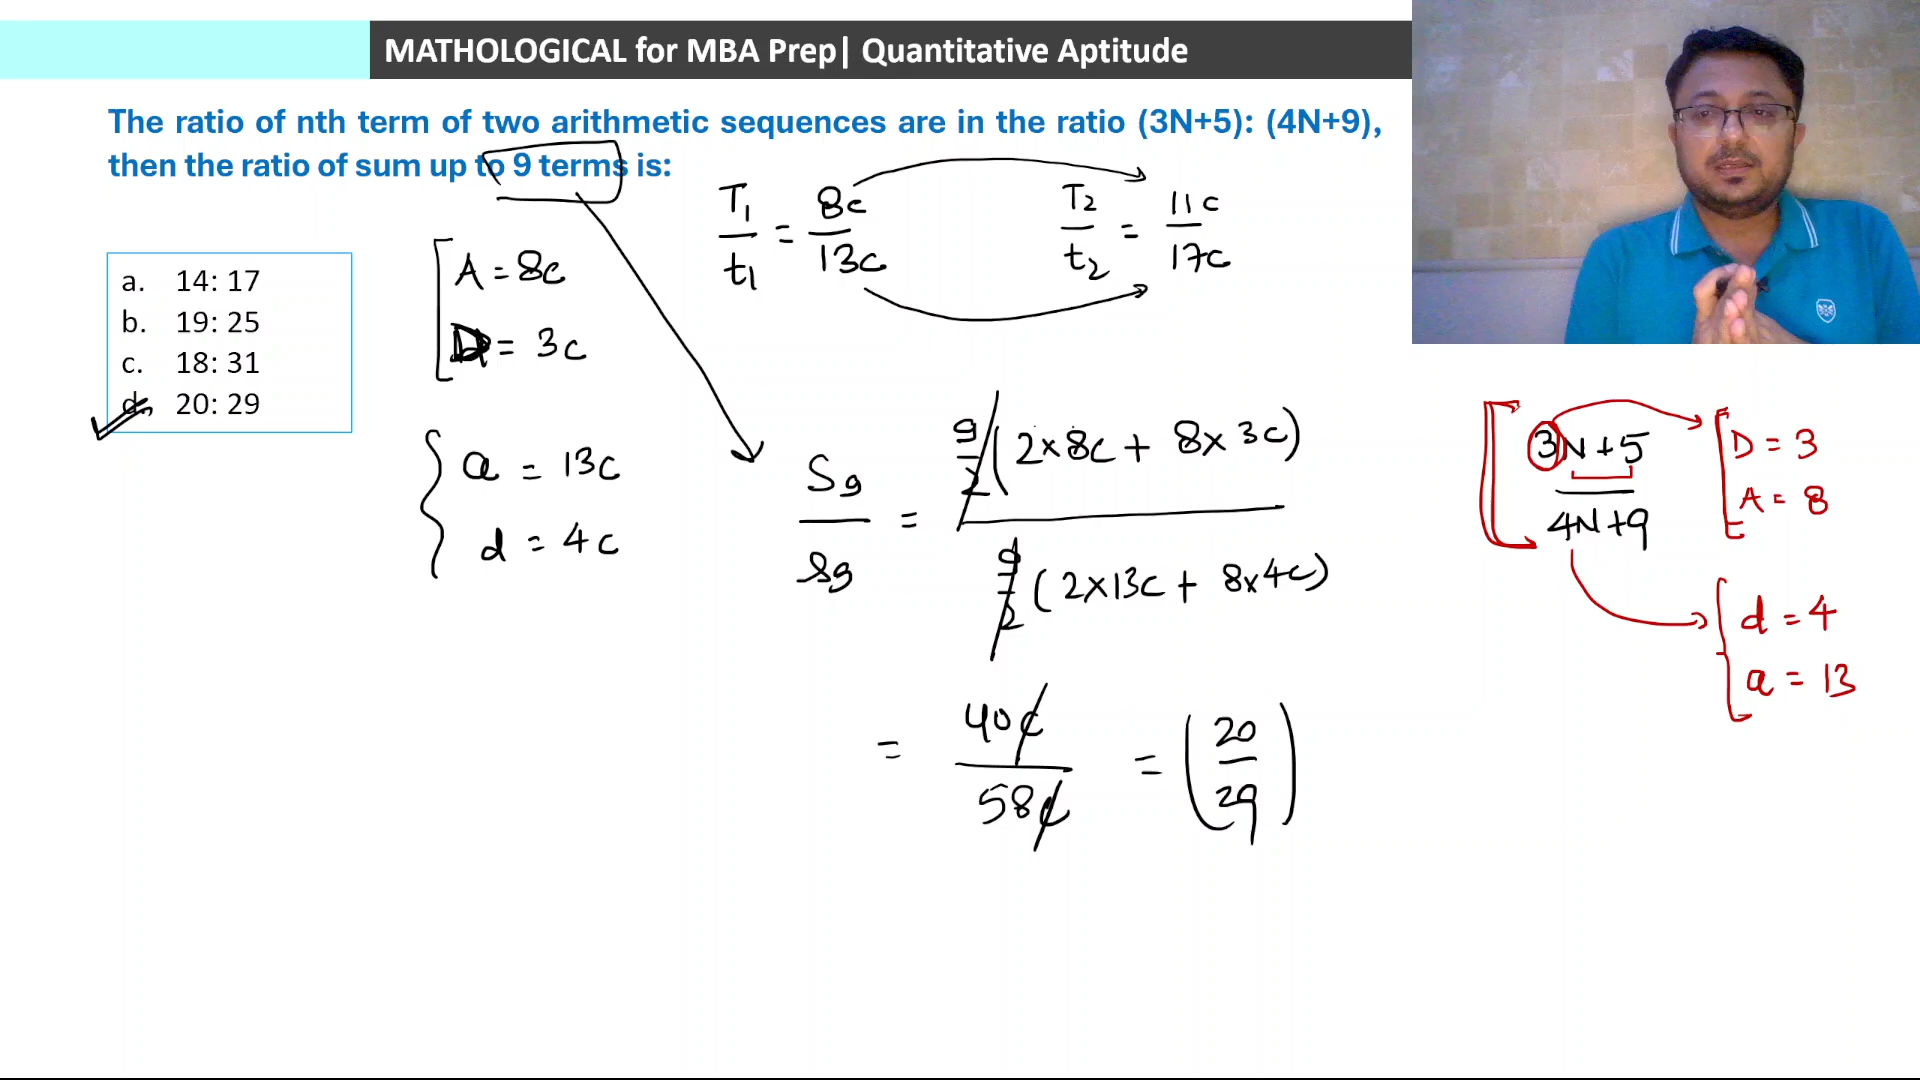 MATHOLOGICAL for MBA Prep| Quantitative Aptitude
The ratio of nth term of two arithmetic sequences are in the ratio (3N+5): (4N+9),
then the ratio of sum up to 9 terms is:
a. 14: 17
b. 19: 25
c. 18: 31
d. 20: 29
A = 8c
D = 3c
a = 13c
d = 4c
T1/t1 = 8c/13c
T2/t2 = 11c/17c
S9/s9 = 9/2 (2×8c + 8×3c) / 9/2 (2×13c + 8×4c)
= 40c/58c = (20/29)
3N+5
4N+9
D = 3
A = 8
d = 4
a = 13